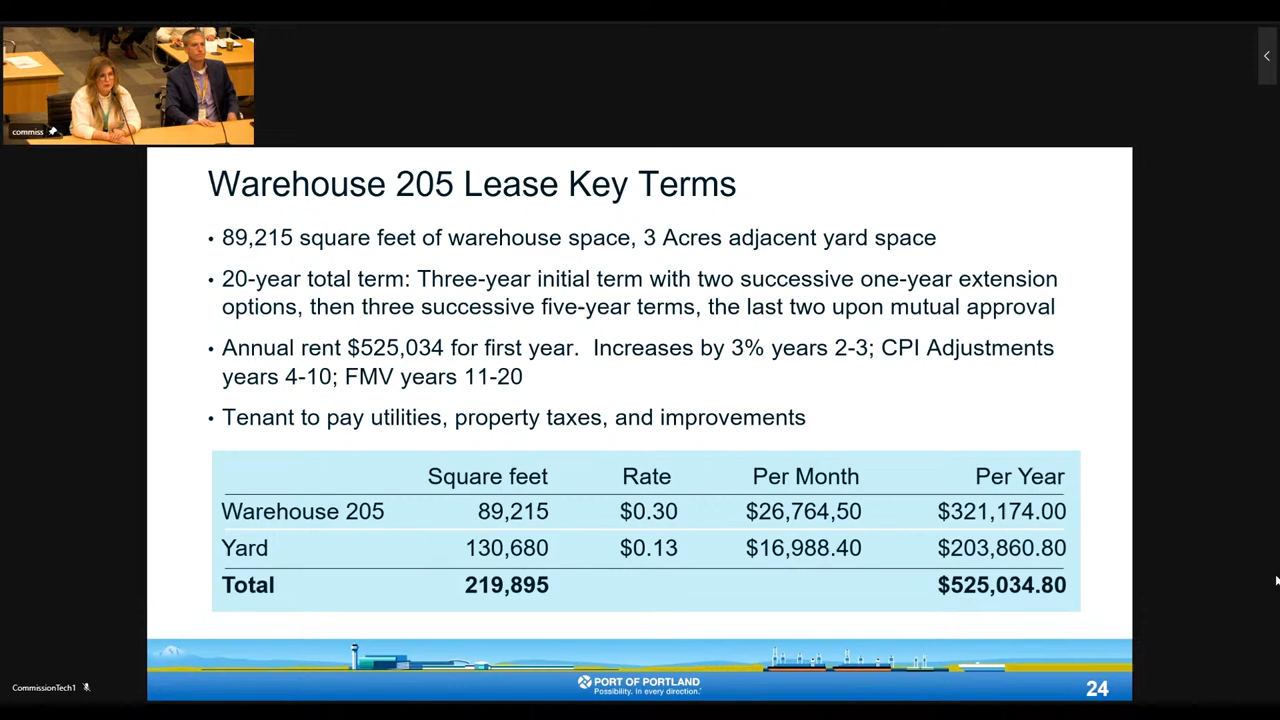 commiss
Warehouse 205 Lease Key Terms
• 89,215 square feet of warehouse space, 3 Acres adjacent yard space
• 20-year total term: Three-year initial term with two successive one-year extension
options, then three successive five-year terms, the last two upon mutual approval
• Annual rent $525,034 for first year. Increases by 3% years 2-3; CPI Adjustments
years 4-10; FMV years 11-20
• Tenant to pay utilities, property taxes, and improvements
Square feet Rate Per Month Per Year
Warehouse 205 89,215 $0.30 $26,764,50 $321,174.00
Yard 130,680 $0.13 $16,988.40 $203,860.80
Total 219,895 $525,034.80
PORT OF PORTLAND
Possibility. In every direction.
24
CommissionTech1